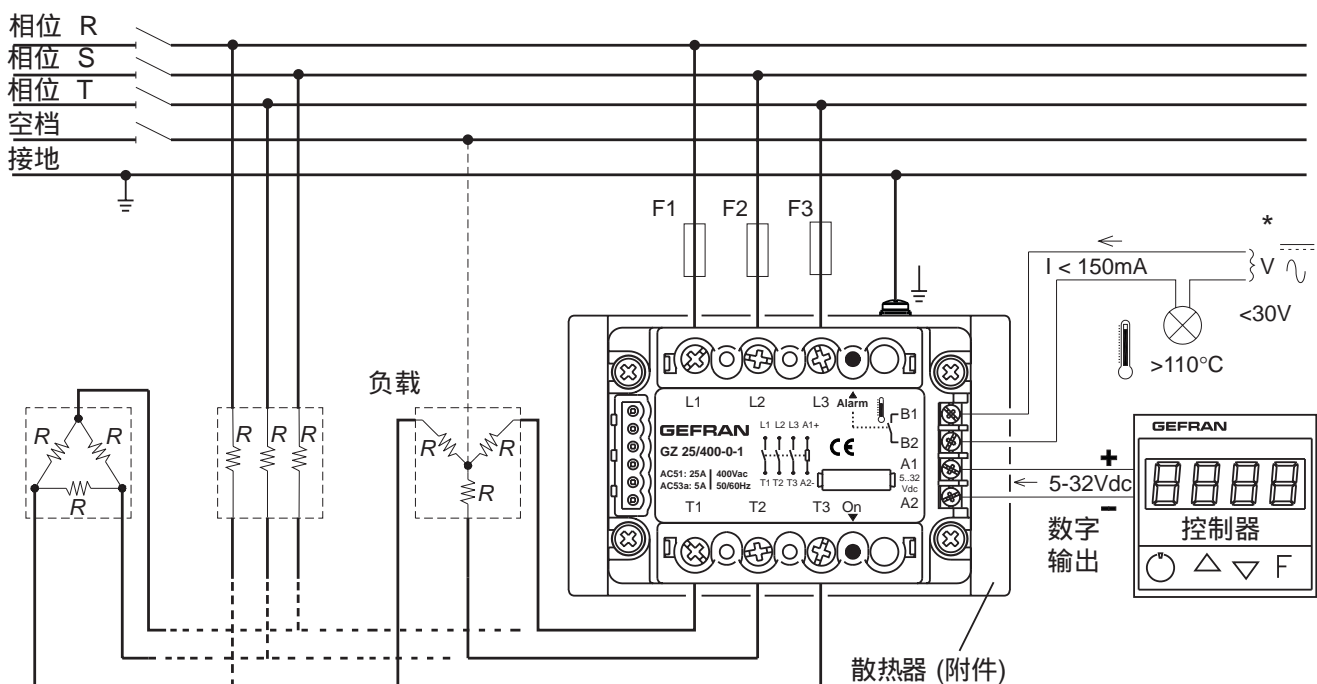 相位 R
相位 S
相位 T
空档
接地
F1 F2 F3
*
I < 150mA
V
<30V
>110°C
负载
R R
R
R R R
R R
R
L1 L2 L3 Alarm
B1
B2
GEFRAN
GZ 25/400-0-1
L1 L2 L3 A1+
CE
AC51: 25A 400Vac
AC53a: 5A 50/60Hz
T1 T2 T3 A2-
A1
5..32
Vdc
A2
T1 T2 T3 On
GEFRAN
+
5-32Vdc
−
8888
数字
输出
控制器
F
散热器 (附件)